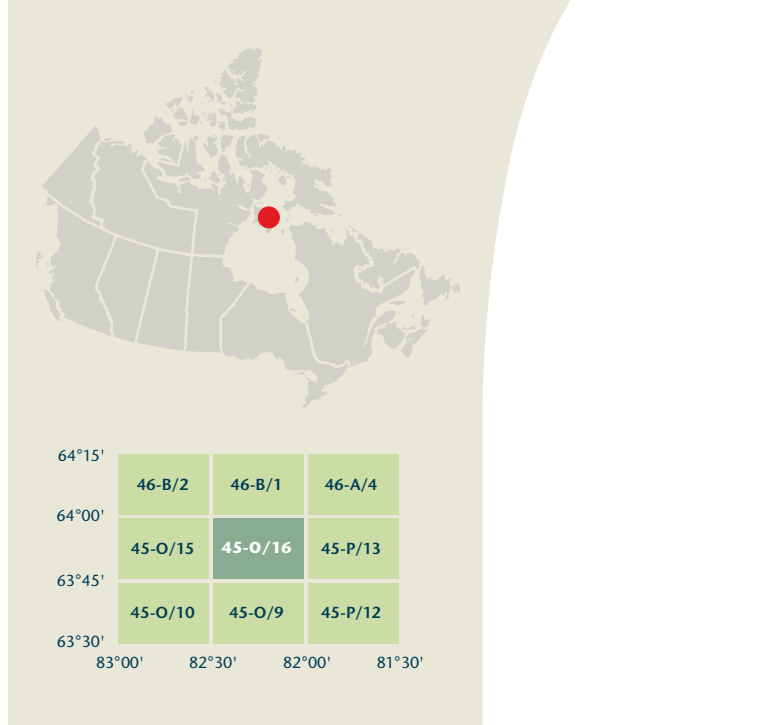 64°15'
46-B/2 46-B/1 46-A/4
64°00'
45-O/15 45-O/16 45-P/13
63°45'
45-O/10 45-O/9 45-P/12
63°30'
83°00' 82°30' 82°00' 81°30'